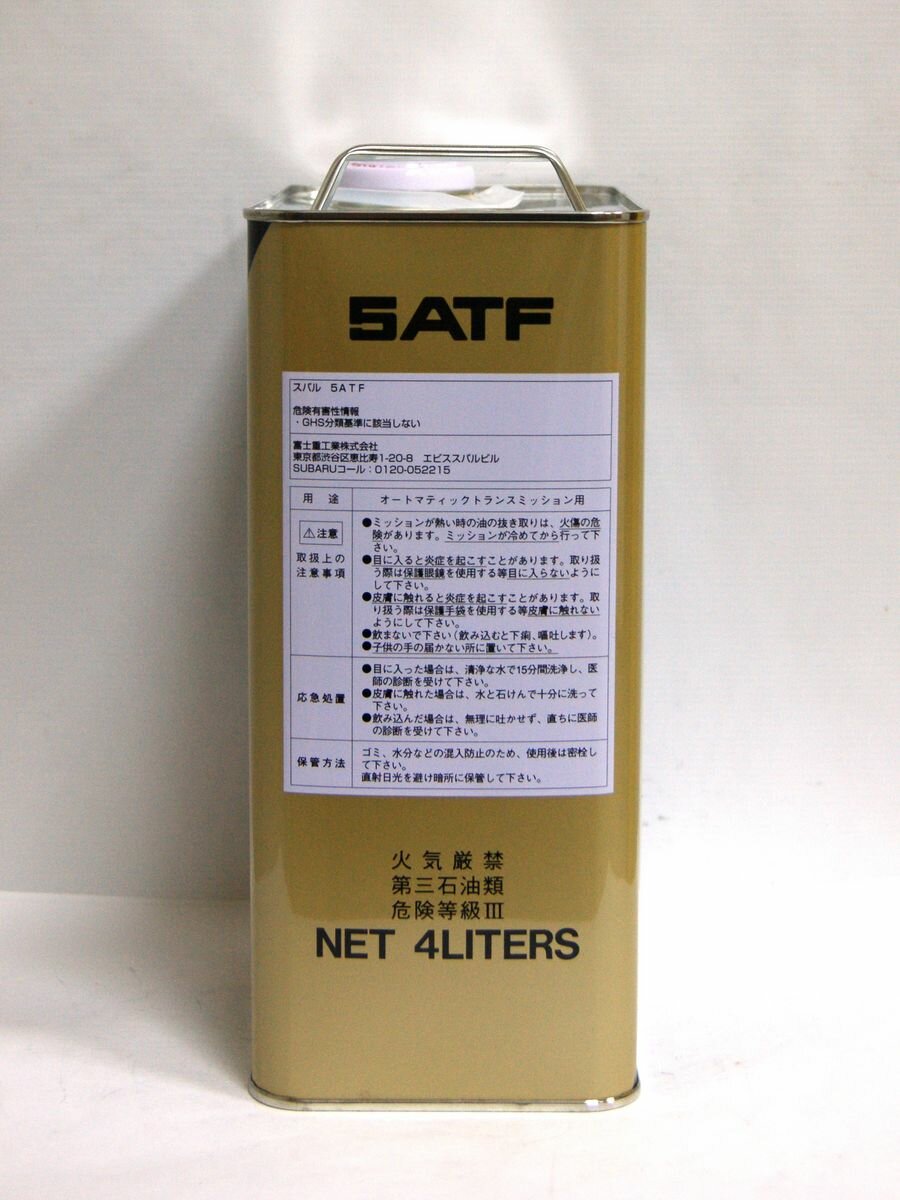 5ATF
スバル 5ATF
危険有害性情報
・GHS分類基準に該当しない
富士重工業株式会社
東京都渋谷区恵比寿1-20-8 エビススバルビル
SUBARUコール：0120-052215
用 途
オートマティックトランスミッション用
⚠注意
取扱上の
注意事項
●ミッションが熱い時の油の抜き取りは、火傷の危
険があります。ミッションが冷めてから行って下
さい。
●目に入ると炎症を起こすことがあります。取り扱
う際は保護眼鏡を使用する等目に入らないように
して下さい。
●皮膚に触れると炎症を起こすことがあります。取
り扱う際は保護手袋を使用する等皮膚に触れない
ようにして下さい。
●飲まないで下さい（飲み込むと下痢、嘔吐します）。
●子供の手の届かない所に置いて下さい。
応急処置
●目に入った場合は、清浄な水で15分間洗浄し、医
師の診断を受けて下さい。
●皮膚に触れた場合は、水と石けんで十分に洗って
下さい。
●飲み込んだ場合は、無理に吐かせず、直ちに医師
の診断を受けて下さい。
保管方法
ゴミ、水分などの混入防止のため、使用後は密栓し
て下さい。
直射日光を避け暗所に保管して下さい。
火気厳禁
第三石油類
危険等級III
NET 4LITERS